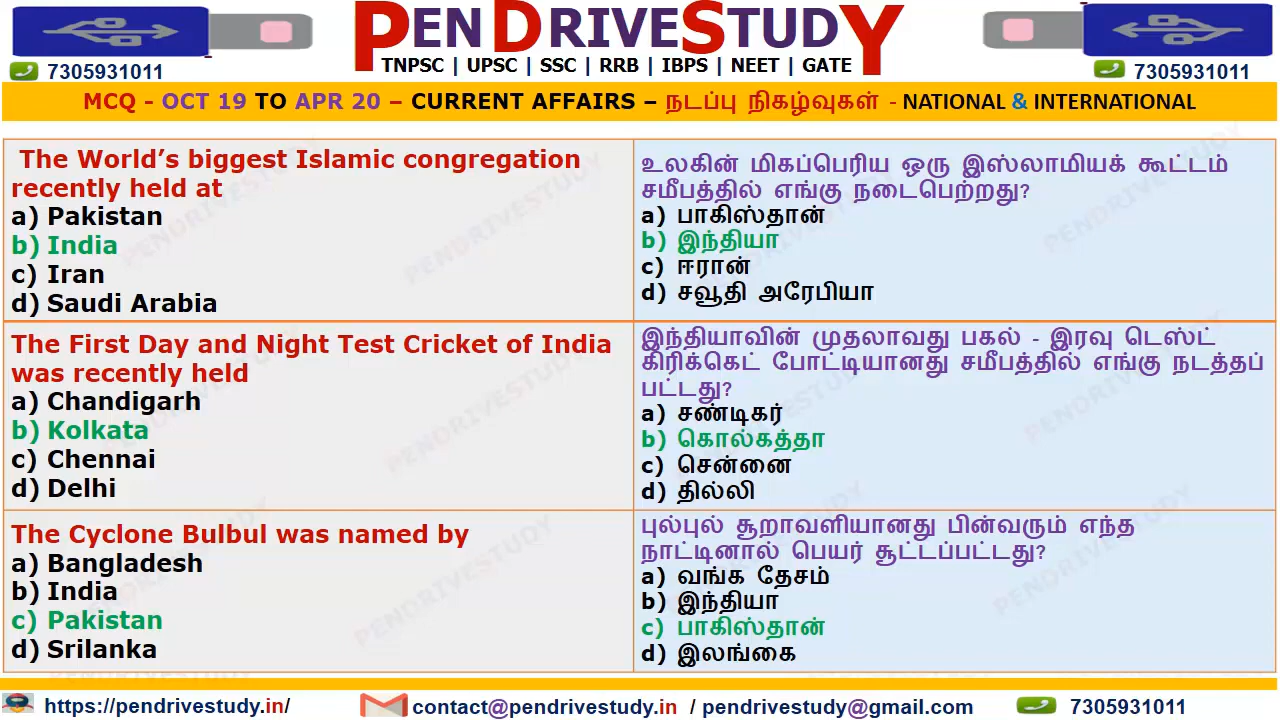 PENDRIVESTUDY
TNPSC | UPSC | SSC | RRB | IBPS | NEET | GATE
7305931011
7305931011
MCQ - OCT 19 TO APR 20 – CURRENT AFFAIRS – நடப்பு நிகழ்வுகள் - NATIONAL & INTERNATIONAL
The World's biggest Islamic congregation
recently held at
a) Pakistan
b) India
c) Iran
d) Saudi Arabia
உலகின் மிகப்பெரிய ஒரு இஸ்லாமியக் கூட்டம்
சமீபத்தில் எங்கு நடைபெற்றது?
a) பாகிஸ்தான்
b) இந்தியா
c) ஈரான்
d) சவூதி அரேபியா
The First Day and Night Test Cricket of India
was recently held
a) Chandigarh
b) Kolkata
c) Chennai
d) Delhi
இந்தியாவின் முதலாவது பகல் - இரவு டெஸ்ட்
கிரிக்கெட் போட்டியானது சமீபத்தில் எங்கு நடத்தப்
பட்டது?
a) சண்டிகர்
b) கொல்கத்தா
c) சென்னை
d) தில்லி
The Cyclone Bulbul was named by
a) Bangladesh
b) India
c) Pakistan
d) Srilanka
புல்புல் சூறாவளியானது பின்வரும் எந்த
நாட்டினால் பெயர் சூட்டப்பட்டது?
a) வங்க தேசம்
b) இந்தியா
c) பாகிஸ்தான்
d) இலங்கை
https://pendrivestudy.in/
contact@pendrivestudy.in / pendrivestudy@gmail.com
7305931011